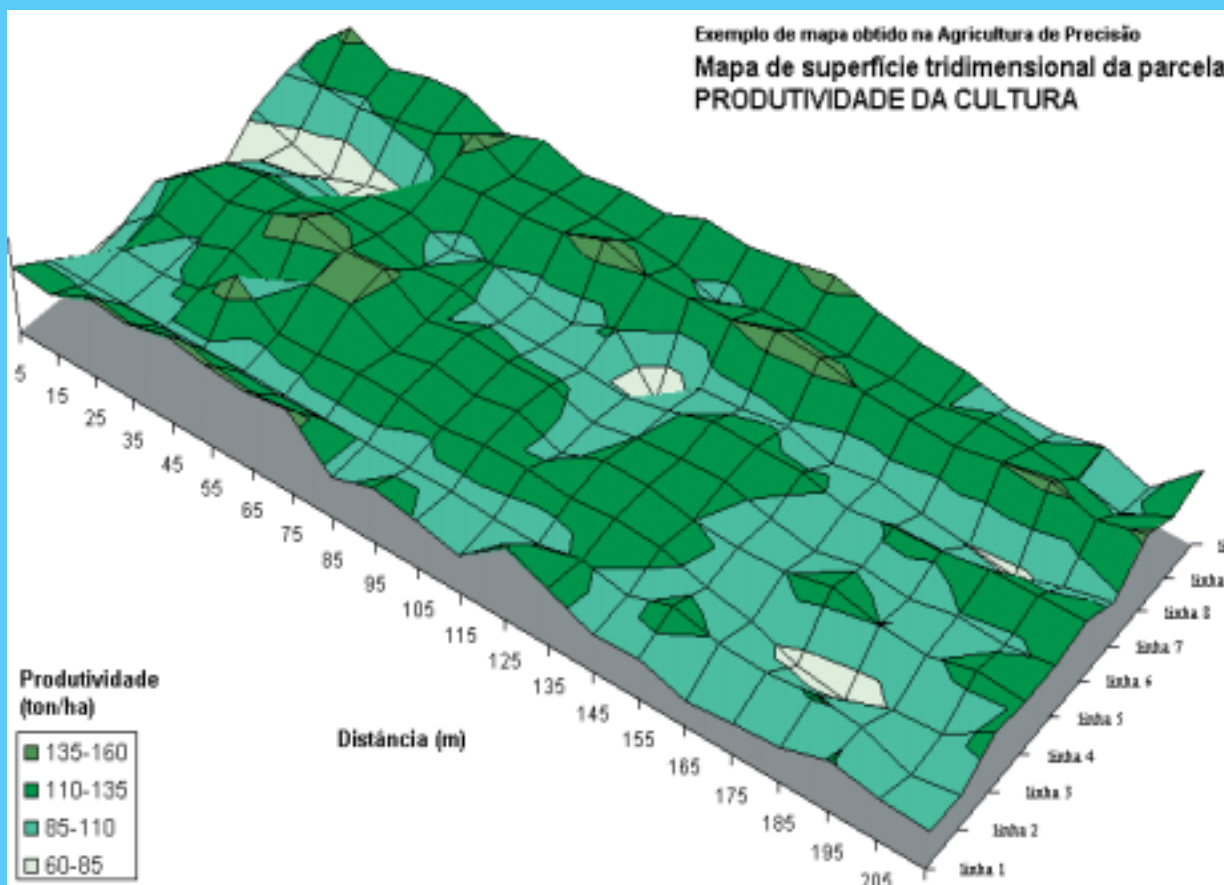 Exemplo de mapa obtido na Agricultura de Precisão
Mapa de superfície tridimensional da parcela
PRODUTIVIDADE DA CULTURA
5
15
25
35
45
55
65
75
85
95
105
115
125
135
145
155
165
175
185
195
205
Distância (m)
linha 1
linha 2
linha 3
linha 4
linha 5
linha 6
linha 7
linha 8
linha
Produtividade
(ton/ha)
135-160
110-135
85-110
60-85